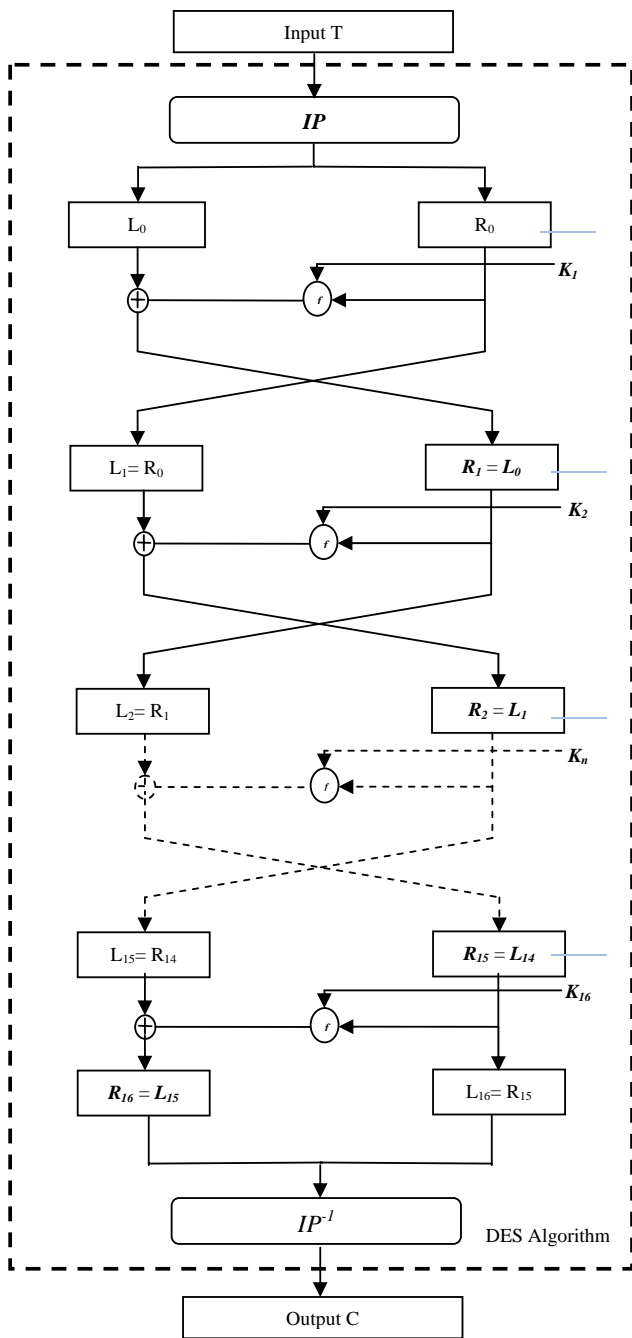 Input T
IP
L₀
R₀
K₁
+
f
L₁= R₀
R₁ = L₀
K₂
+
f
L₂= R₁
R₂ = L₁
Kₙ
+
f
L₁₅= R₁₄
R₁₅ = L₁₄
K₁₆
+
f
R₁₆ = L₁₅
L₁₆= R₁₅
IP⁻¹
DES Algorithm
Output C